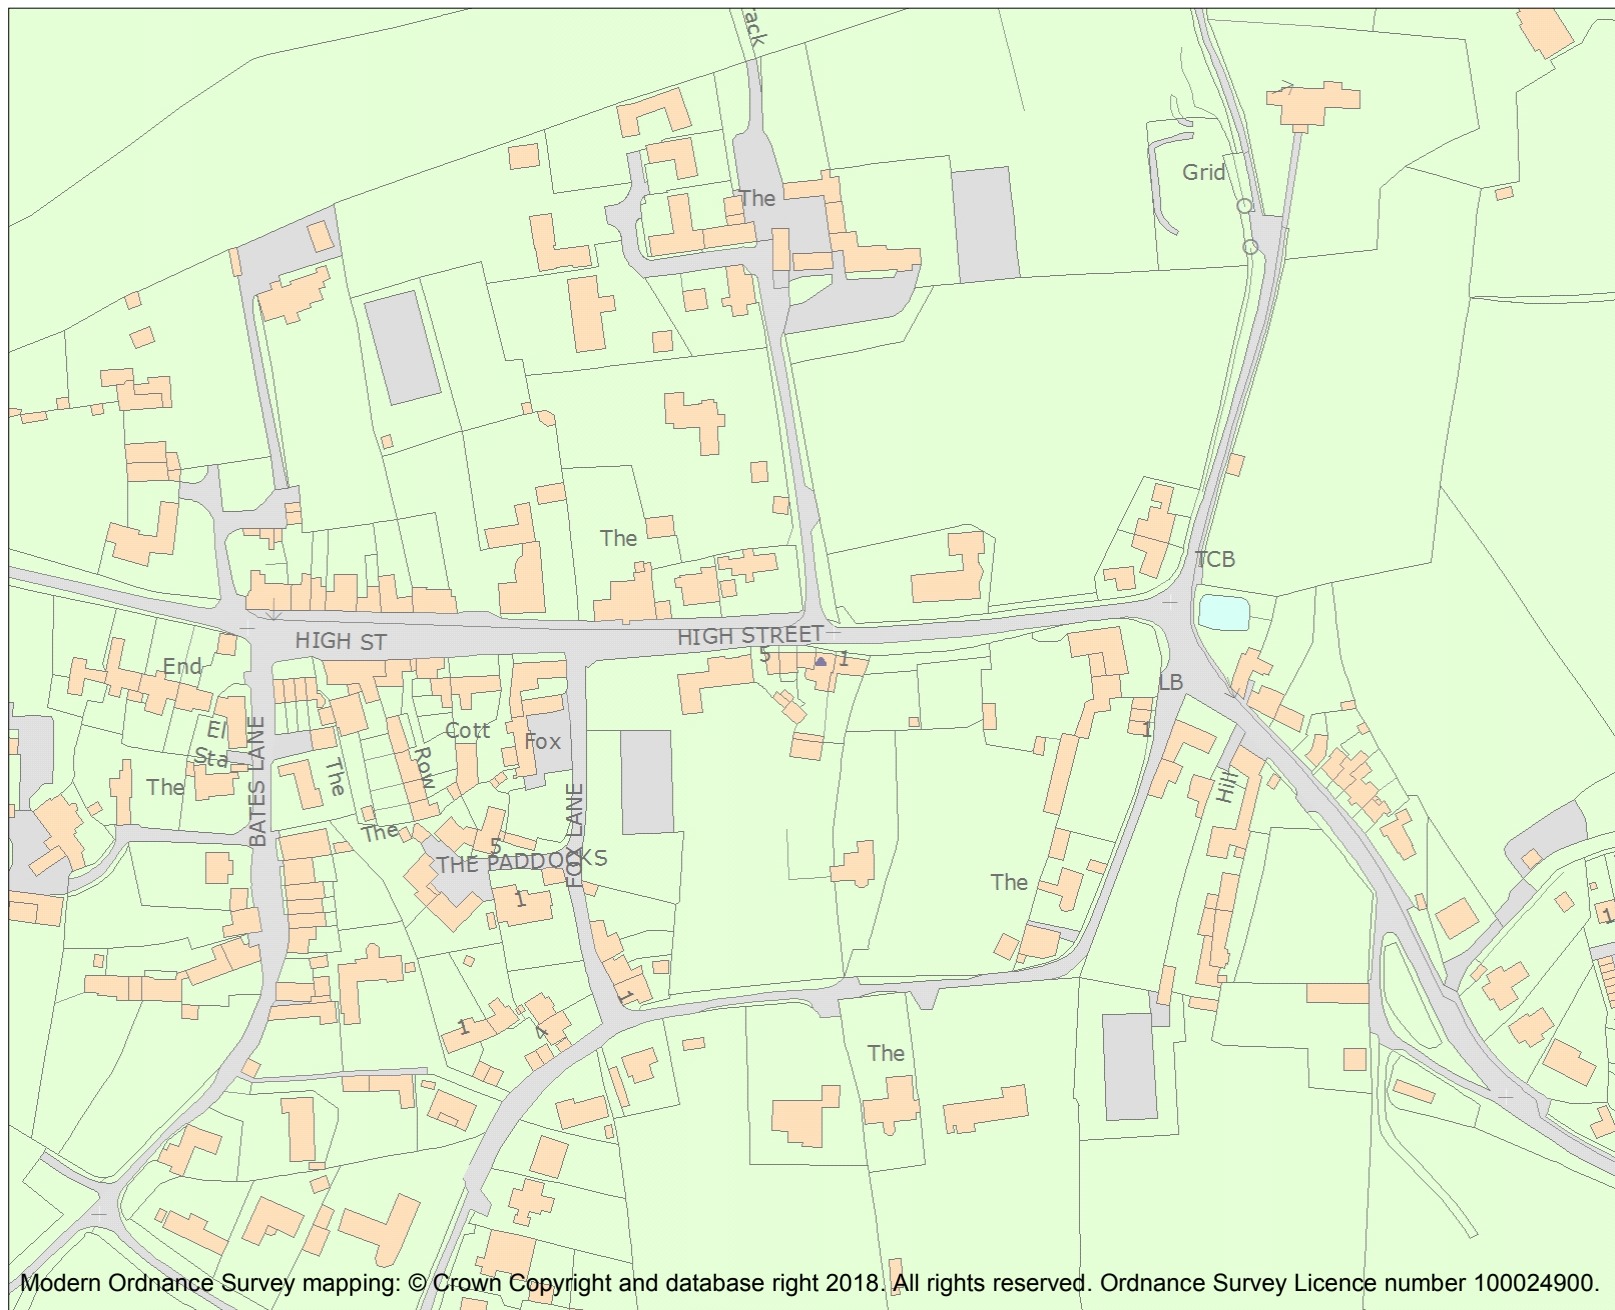 ack
Grid
The
The
TCB
HIGH ST
HIGH STREET
5
1
End
LB
El
Sta
BATES LANE
Cott
Fox
1
The
The
Row
Hill
The
FOX LANE
5
THE PADDOCKS
The
1
1
1
1
4
The
Modern Ordnance Survey mapping: © Crown Copyright and database right 2018. All rights reserved. Ordnance Survey Licence number 100024900.